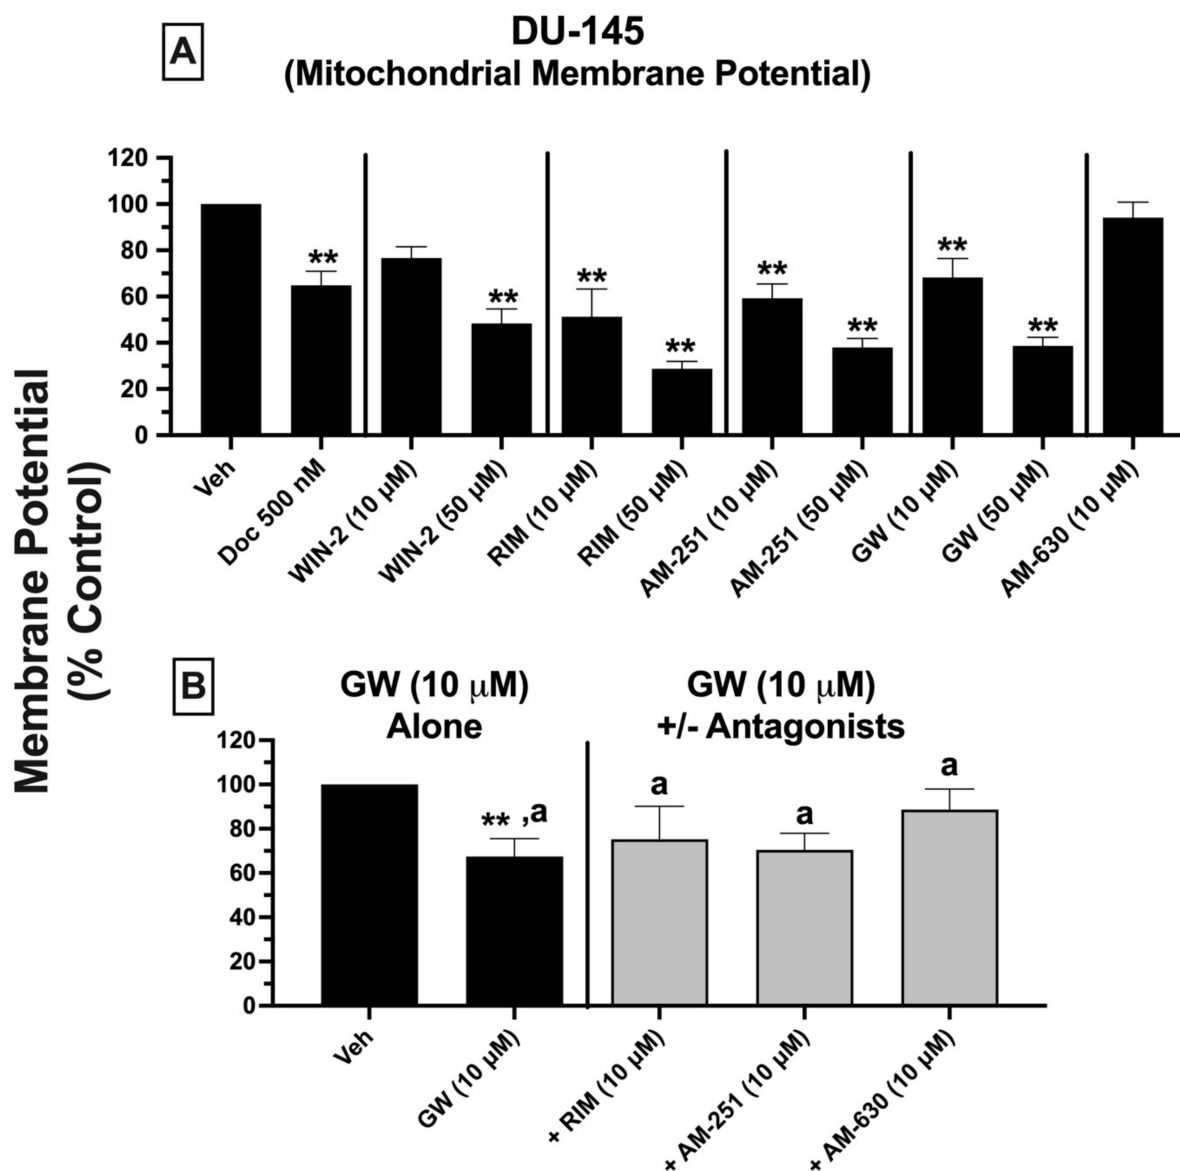 A
DU-145
(Mitochondrial Membrane Potential)
Membrane Potential
(% Control)
120
100
80
60
40
20
0
**
**
**
**
**
**
**
**
Veh
Doc 500 nM
WIN-2 (10 µM)
WIN-2 (50 µM)
RIM (10 µM)
RIM (50 µM)
AM-251 (10 µM)
AM-251 (50 µM)
GW (10 µM)
GW (50 µM)
AM-630 (10 µM)
B
GW (10 µM)
Alone
GW (10 µM)
+/- Antagonists
120
100
80
60
40
20
0
** ,a
a
a
a
Veh
GW (10 µM)
+ RIM (10 µM)
+ AM-251 (10 µM)
+ AM-630 (10 µM)